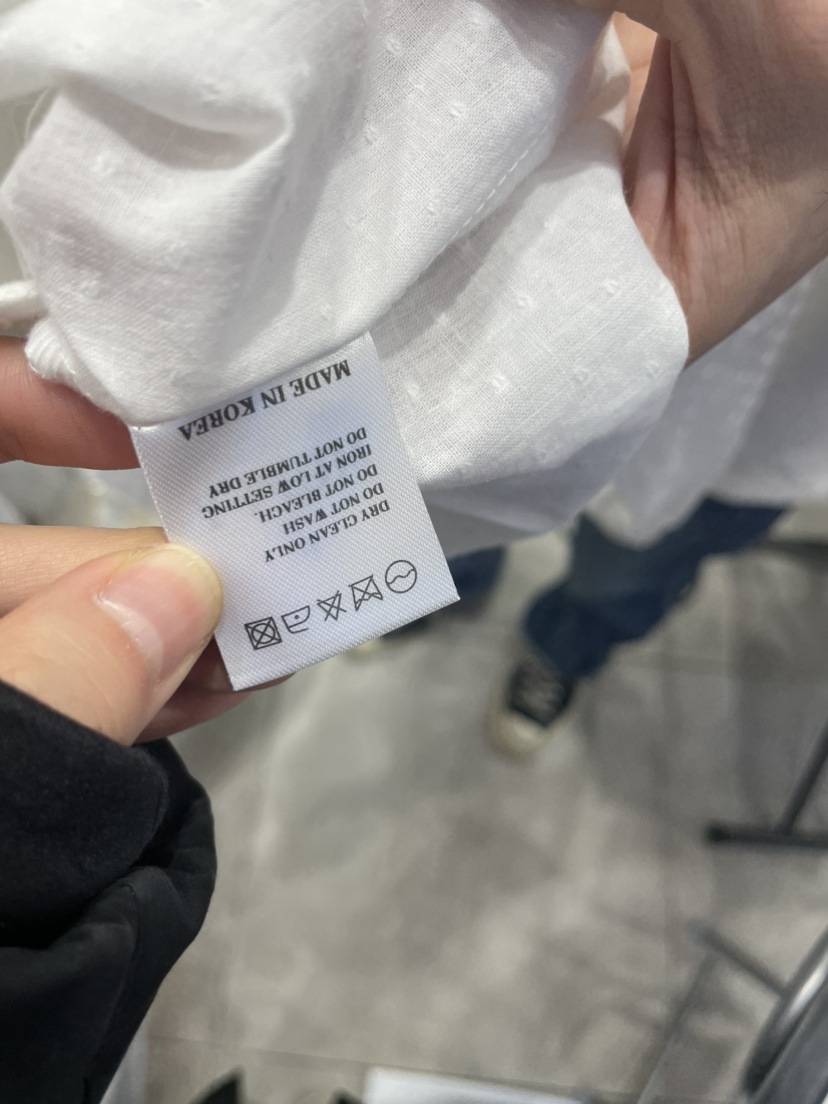 DRY CLEAN ONLY
DO NOT WASH
DO NOT BLEACH.
IRON AT LOW SETTING
DO NOT TUMBLE DRY
MADE IN KOREA